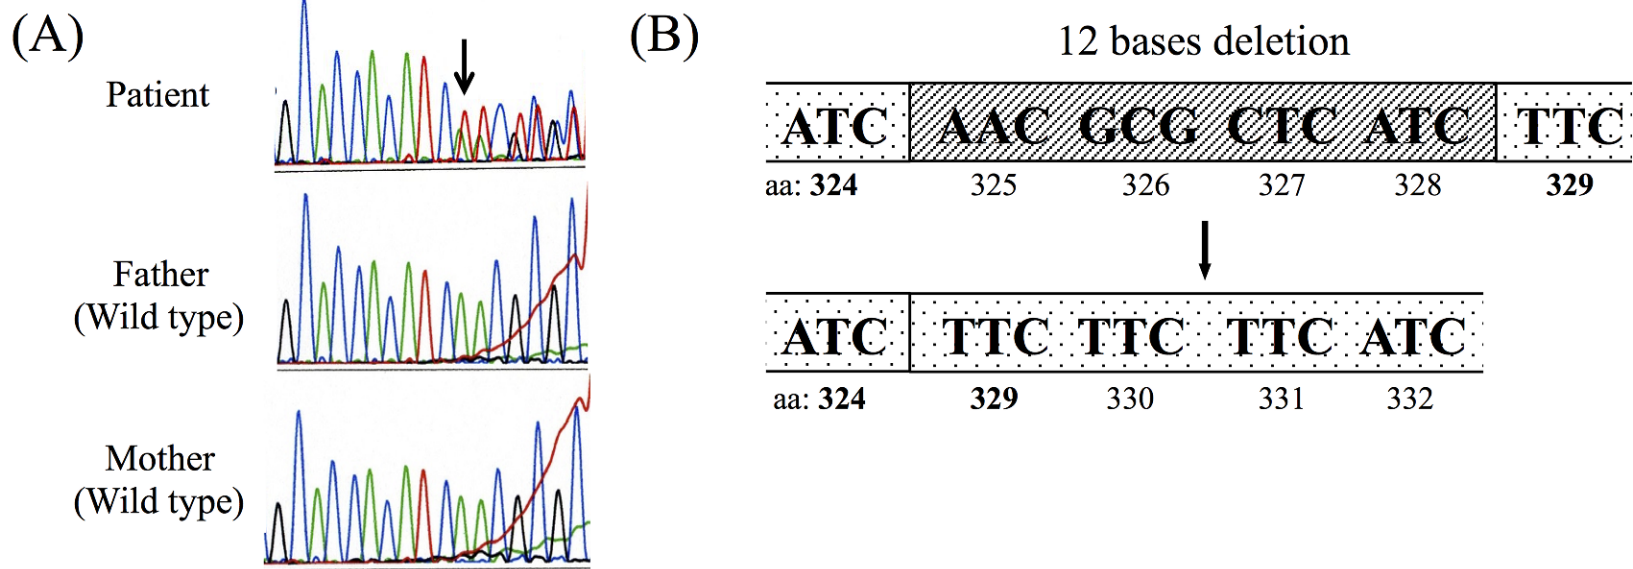 (A)
Patient
Father
(Wild type)
Mother
(Wild type)
(B)
12 bases deletion
ATC AAC GCG CTC ATC TTC
aa: 324 325 326 327 328 329
ATC TTC TTC TTC ATC
aa: 324 329 330 331 332